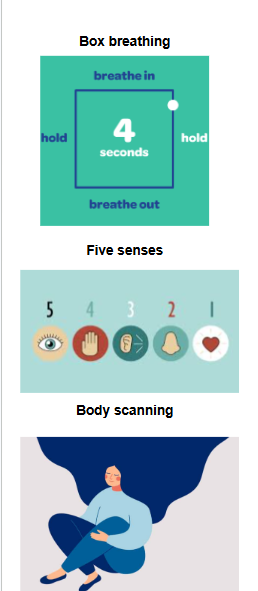 Box breathing
breathe in
hold
4
seconds
hold
breathe out
Five senses
5 4 3 2 1
Body scanning